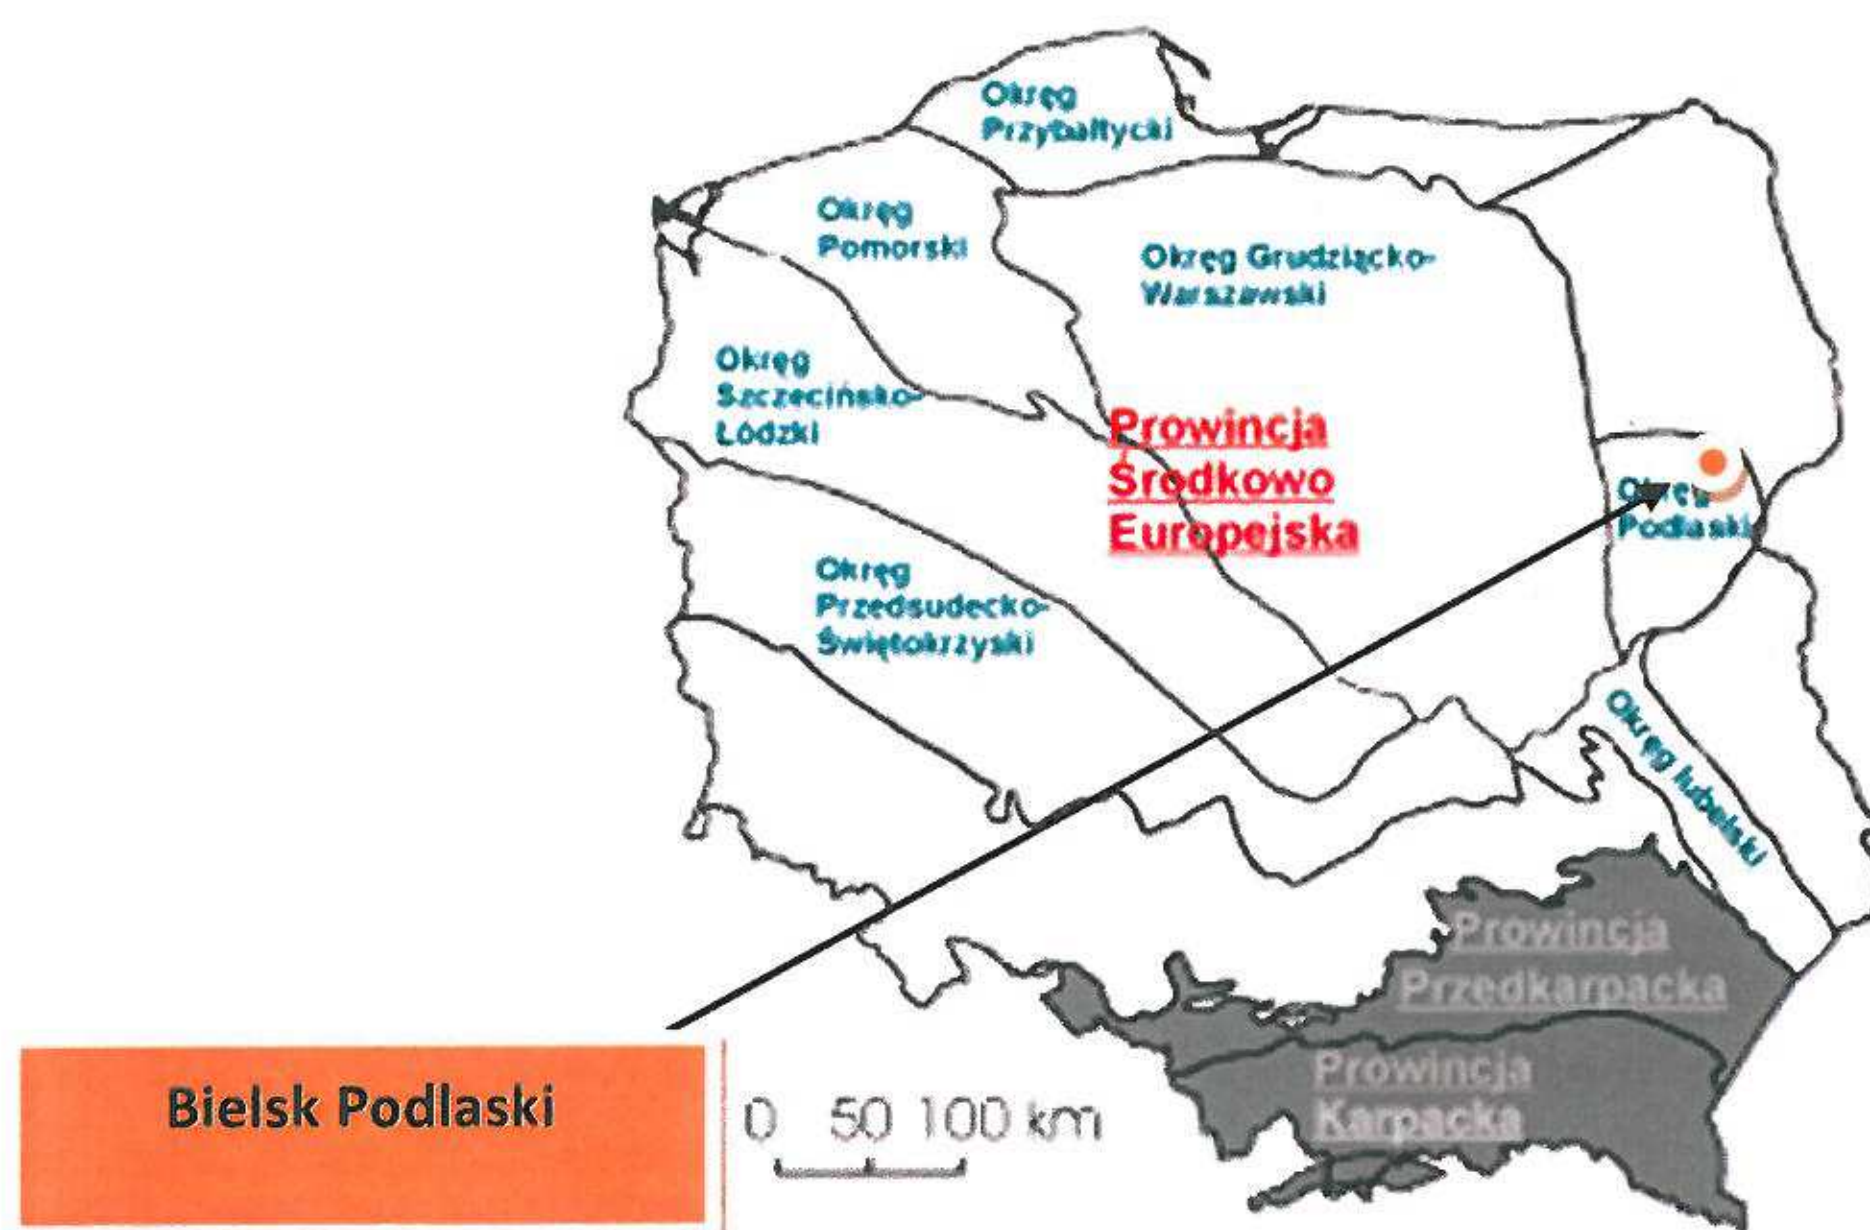 Okręg
Przybałtycki
Okręg
Pomorski
Okręg Grudziącko-
Warszawski
Okręg
Szczecińsko-
Łódzki
Prowincja
Środkowo
Europejska
Okręg
Podlaski
Okręg
Przedsudecko-
Świętokrzyski
Okręg lubelski
Prowincja
Przedkarpacka
Prowincja
Karpacka
Bielsk Podlaski
0 50 100 km